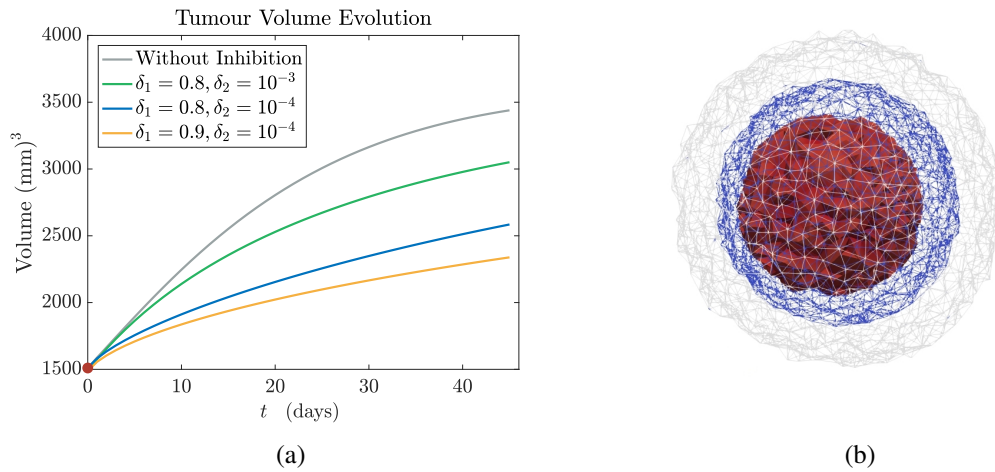 Tumour Volume Evolution
4000
3500
3000
2500
2000
1500
Volume (mm)³
Without Inhibition
δ₁ = 0.8, δ₂ = 10⁻³
δ₁ = 0.8, δ₂ = 10⁻⁴
δ₁ = 0.9, δ₂ = 10⁻⁴
0 10 20 30 40
t (days)
(a) (b)